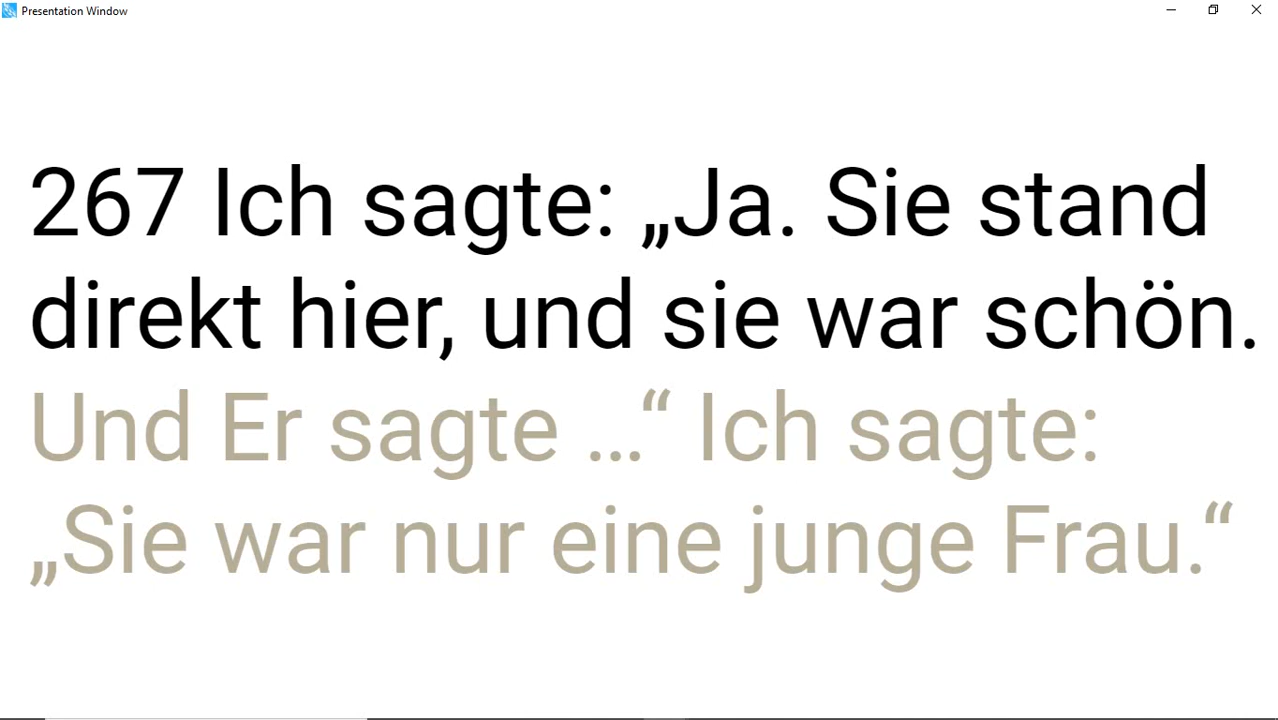 Presentation Window
267 Ich sagte: „Ja. Sie stand
direkt hier, und sie war schön.
Und Er sagte …“ Ich sagte:
„Sie war nur eine junge Frau.“